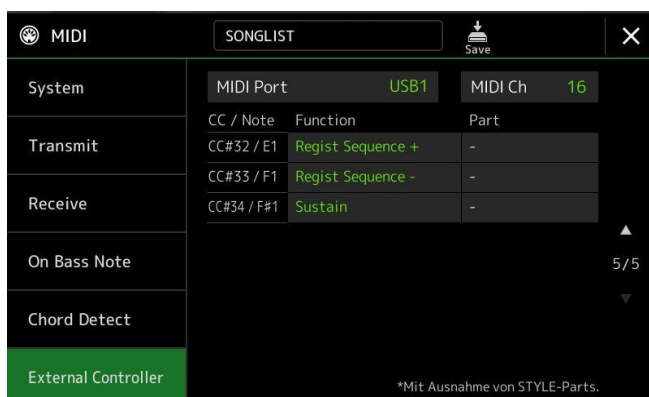 MIDI
SONGLIST
Save
System
Transmit
Receive
On Bass Note
Chord Detect
External Controller
MIDI Port USB1 MIDI Ch 16
CC / Note Function Part
CC#32 / E1 Regist Sequence + -
CC#33 / F1 Regist Sequence - -
CC#34 / F#1 Sustain -
5/5
*Mit Ausnahme von STYLE-Parts.